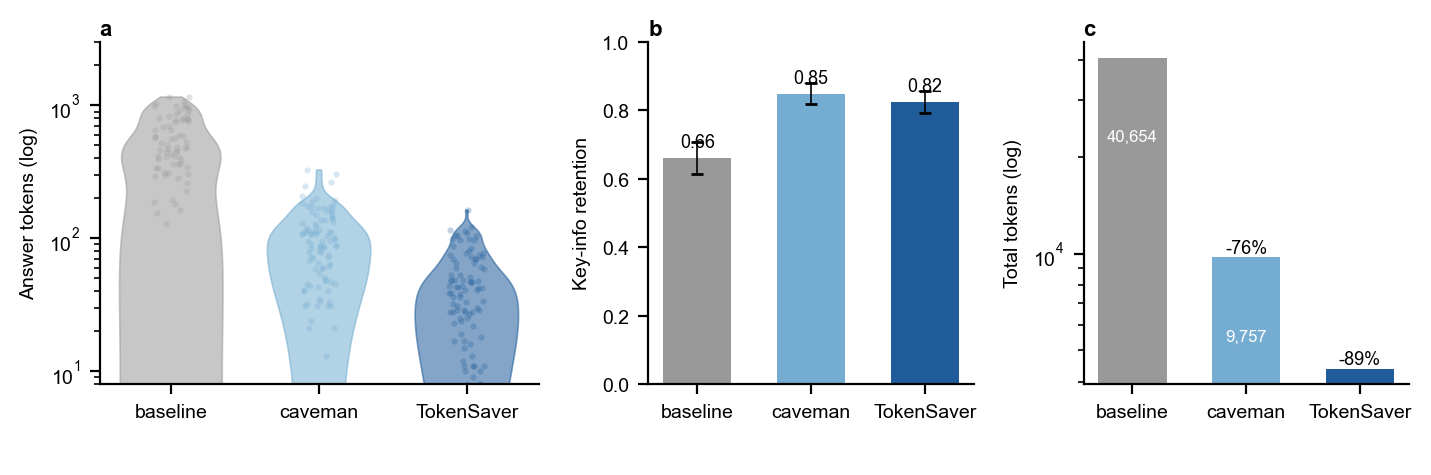 a
Answer tokens (log)
10^3
10^2
10^1
baseline
caveman
TokenSaver
b
Key-info retention
1.0
0.8
0.6
0.4
0.2
0.0
0.66
0.85
0.82
baseline
caveman
TokenSaver
c
Total tokens (log)
10^4
40,654
-76%
9,757
-89%
baseline
caveman
TokenSaver